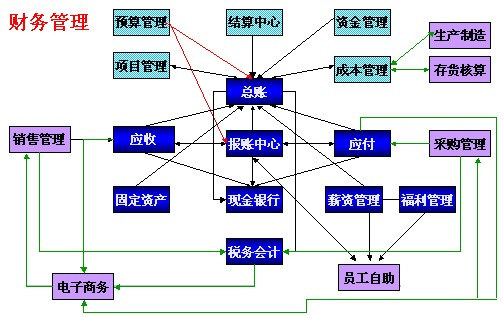 财务管理
预算管理
结算中心
资金管理
生产制造
项目管理
成本管理
存货核算
总账
销售管理
应收
报账中心
应付
采购管理
固定资产
现金银行
薪资管理
福利管理
税务会计
电子商务
员工自助